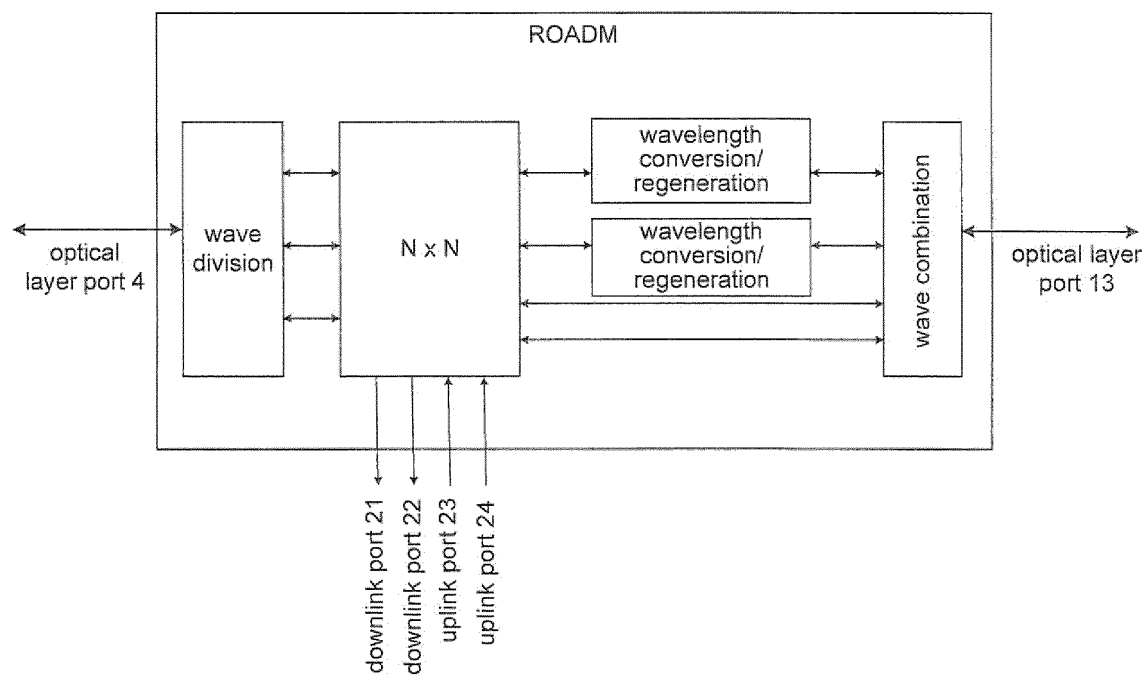 ROADM
optical
layer port 4
wave
division
N x N
wavelength
conversion/
regeneration
wavelength
conversion/
regeneration
wave combination
optical layer
port 13
downlink port 21
downlink port 22
uplink port 23
uplink port 24